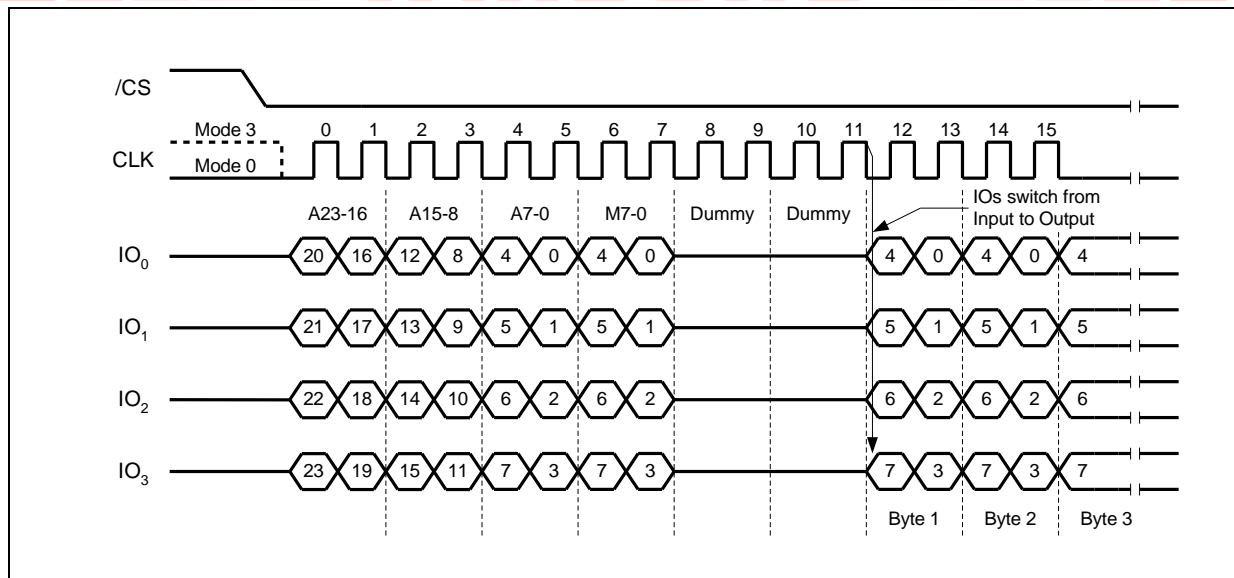 /CS
Mode 3 0 1 2 3 4 5 6 7 8 9 10 11 12 13 14 15
CLK
Mode 0
A23-16 A15-8 A7-0 M7-0 Dummy Dummy
IOs switch from
Input to Output
IO0 20 16 12 8 4 0 4 0 4 0 4 0 4
IO1 21 17 13 9 5 1 5 1 5 1 5 1 5
IO2 22 18 14 10 6 2 6 2 6 2 6 2 6
IO3 23 19 15 11 7 3 7 3 7 3 7 3 7
Byte 1 Byte 2 Byte 3